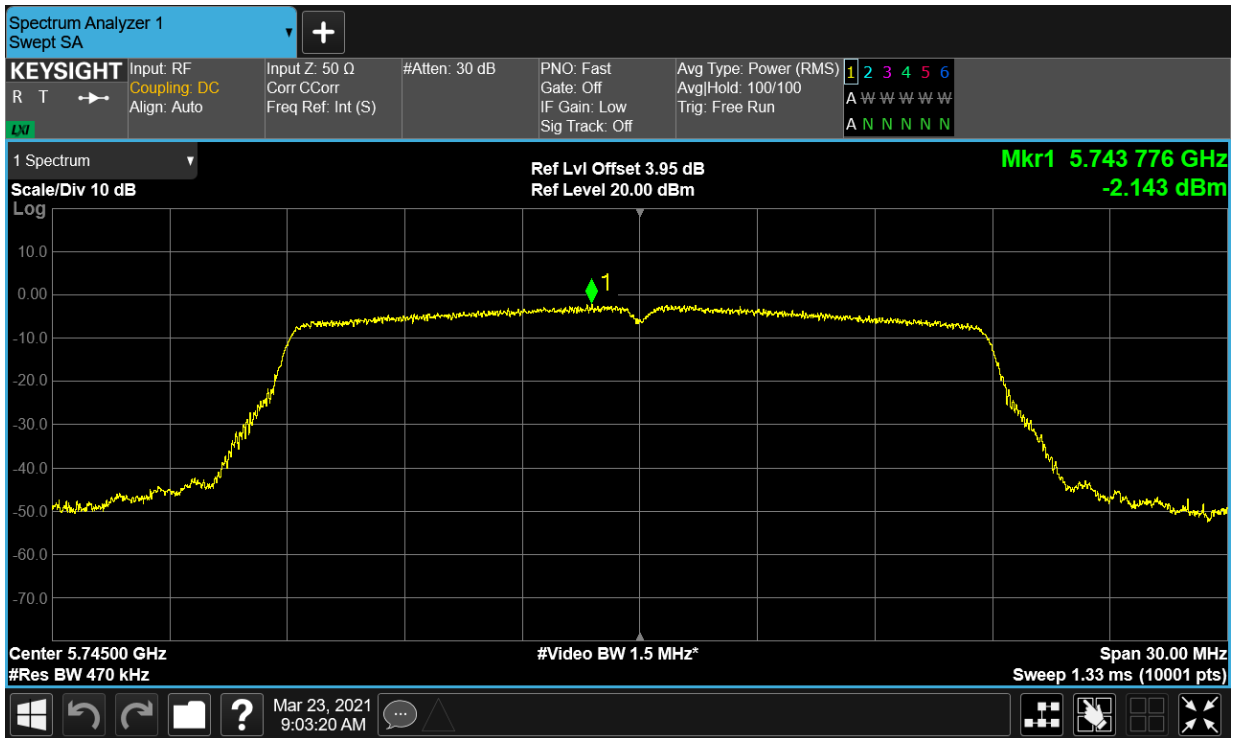 Spectrum Analyzer 1
Swept SA
▼
+
KEYSIGHT
R T
LXI
Input: RF
Coupling: DC
Align: Auto
Input Z: 50 Ω
Corr CCorr
Freq Ref: Int (S)
#Atten: 30 dB
PNO: Fast
Gate: Off
IF Gain: Low
Sig Track: Off
Avg Type: Power (RMS)
Avg|Hold: 100/100
Trig: Free Run
1 2 3 4 5 6
A W W W W W
A N N N N N
1 Spectrum ▼
Scale/Div 10 dB
Log
Ref Lvl Offset 3.95 dB
Ref Level 20.00 dBm
Mkr1 5.743 776 GHz
-2.143 dBm
10.0
0.00
-10.0
-20.0
-30.0
-40.0
-50.0
-60.0
-70.0
1
Center 5.74500 GHz
#Res BW 470 kHz
#Video BW 1.5 MHz*
Span 30.00 MHz
Sweep 1.33 ms (10001 pts)
?
Mar 23, 2021
9:03:20 AM